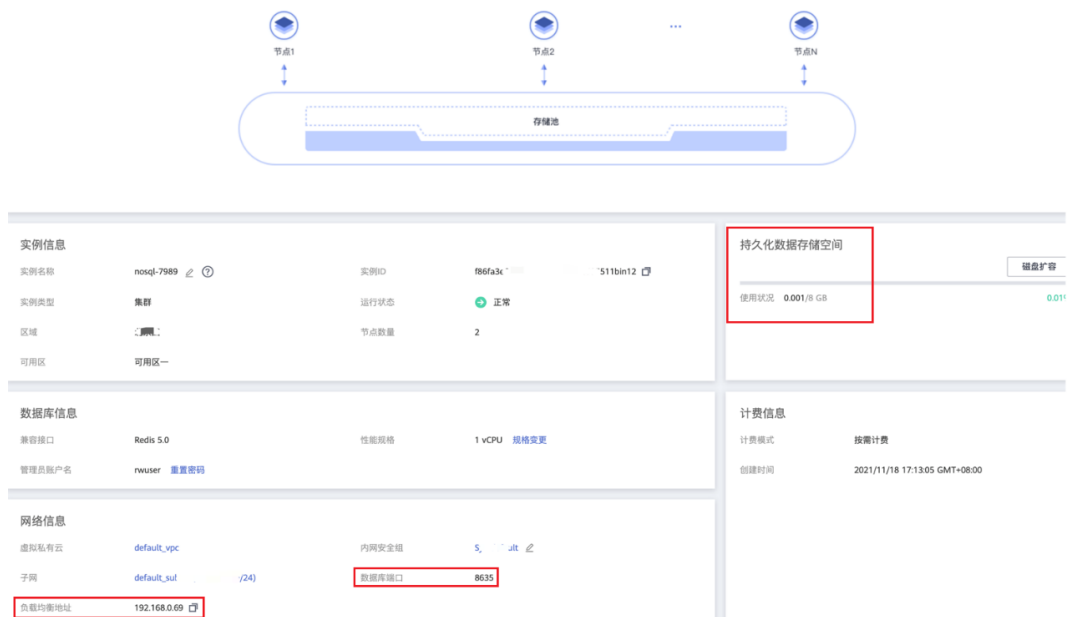 节点1
节点2
...
节点N
存储池
实例信息
实例名称 nosql-7989
实例ID f86fa3c 511bin12
实例类型 集群
运行状态 正常
区域
节点数量 2
可用区 可用区一
持久化数据存储空间
磁盘扩容
使用状况 0.001/8 GB 0.01%
数据库信息
兼容接口 Redis 5.0
性能规格 1 vCPU 规格变更
管理员账户名 rwuser 重置密码
计费信息
计费模式 按需计费
创建时间 2021/11/18 17:13:05 GMT+08:00
网络信息
虚拟私有云 default_vpc
内网安全组
子网 default_sul /24)
数据库端口 8635
负载均衡地址 192.168.0.69